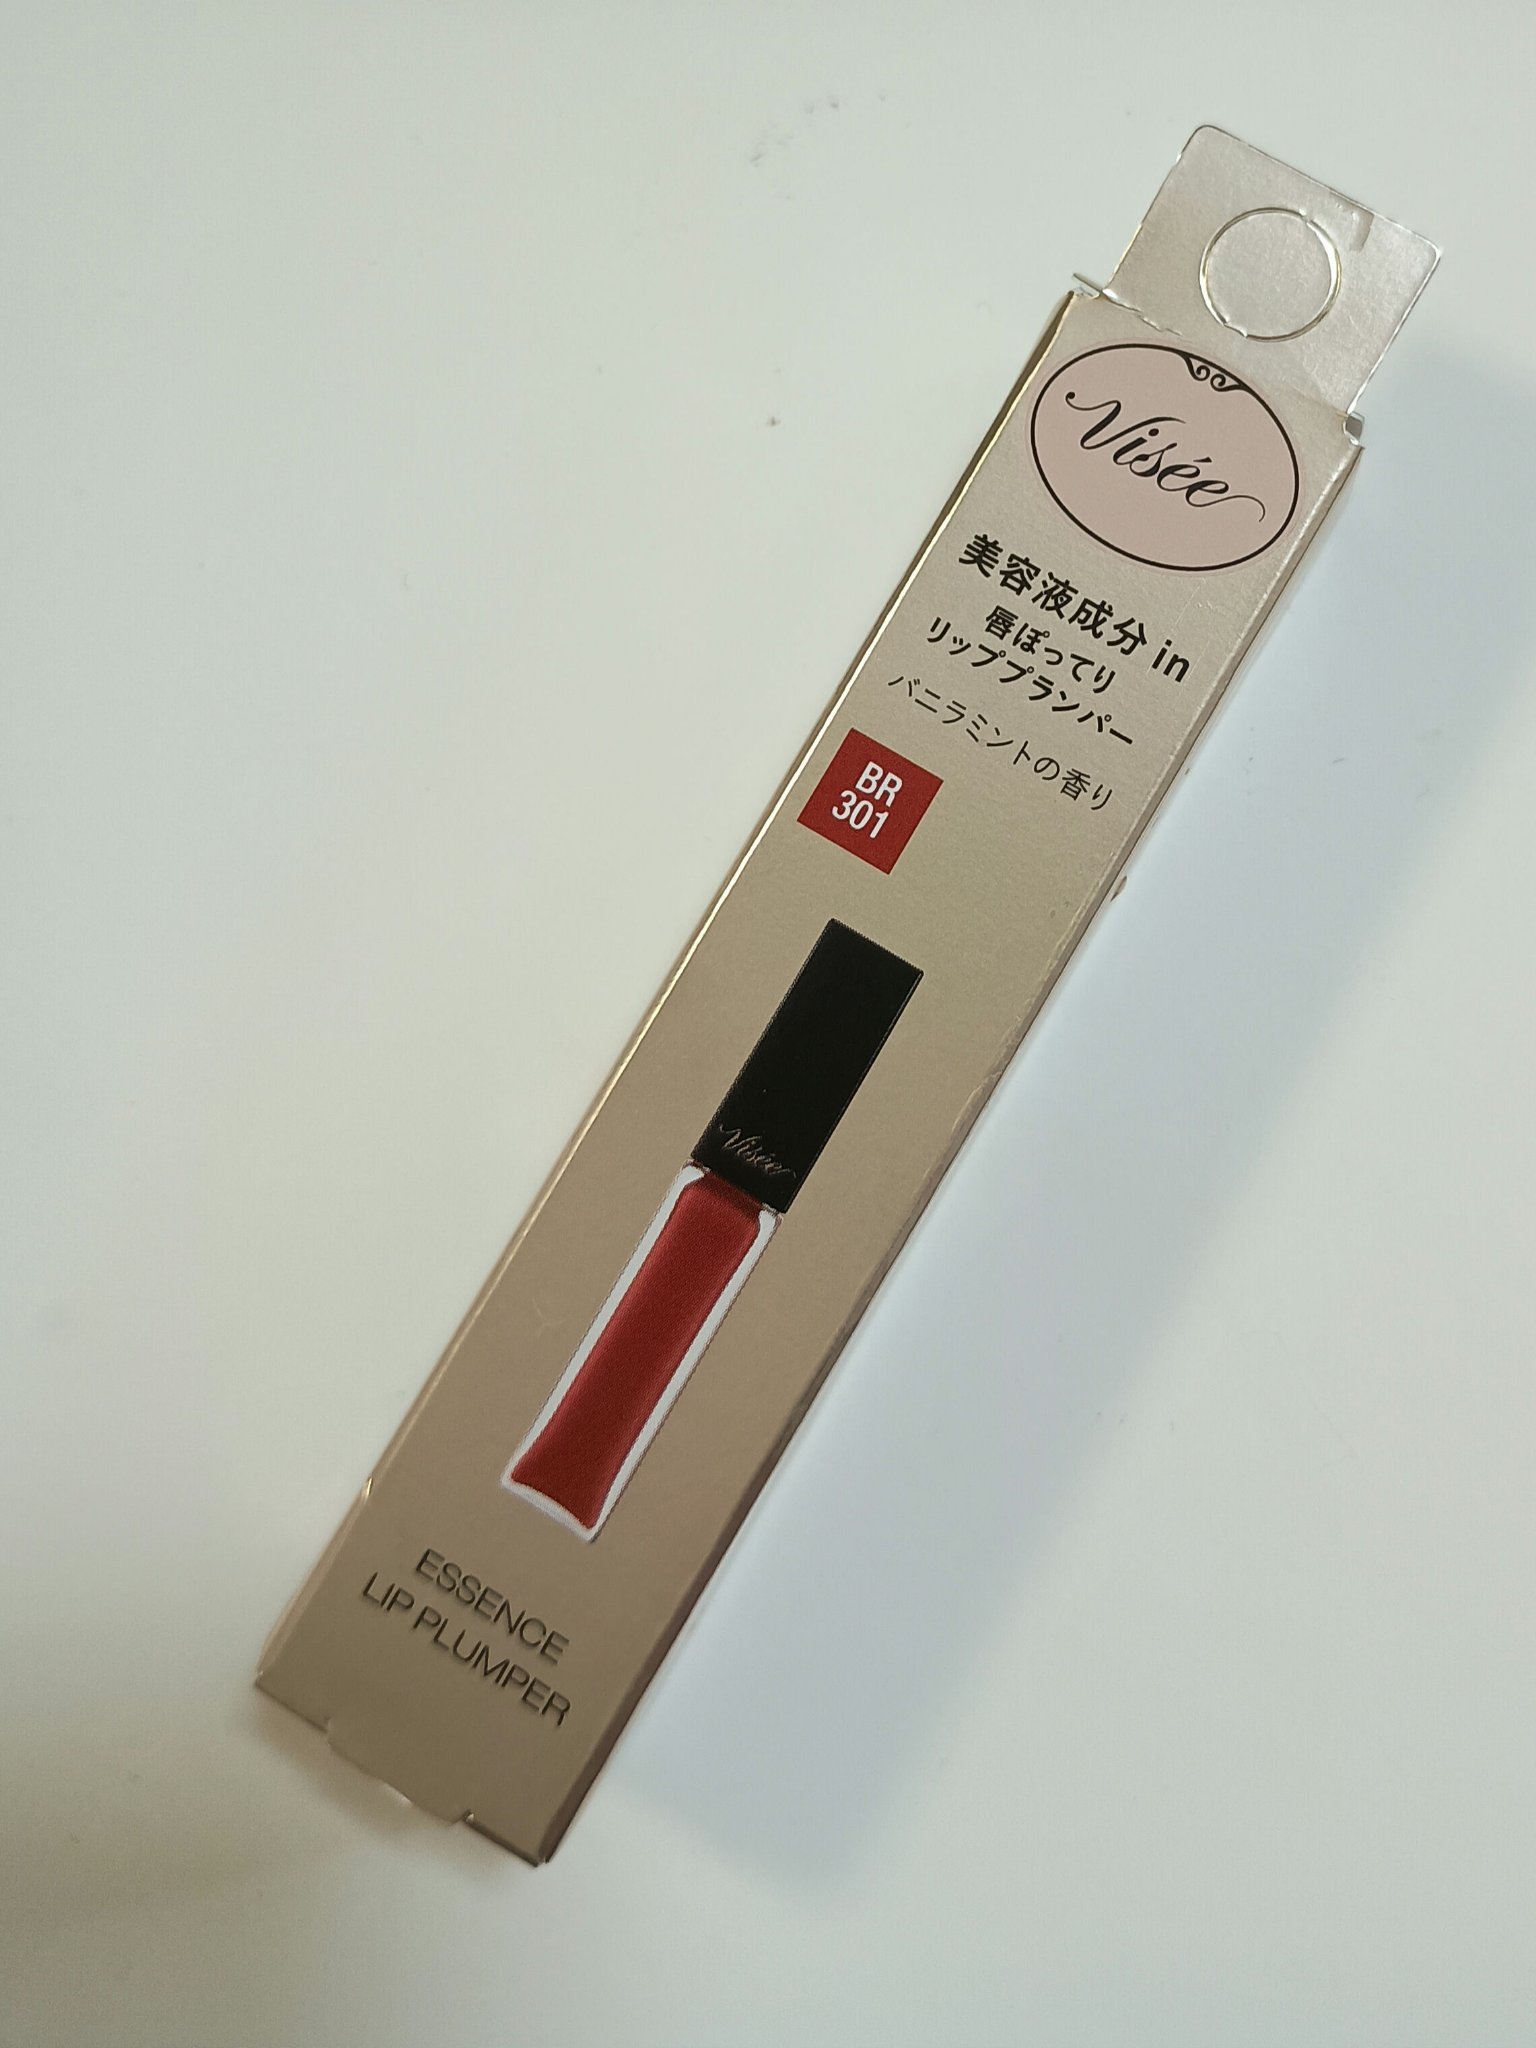 Visée
美容液成分 in
唇ぽってり
リッププランパー
バニラミントの香り
BR
301
Visée
ESSENCE
LIP PLUMPER